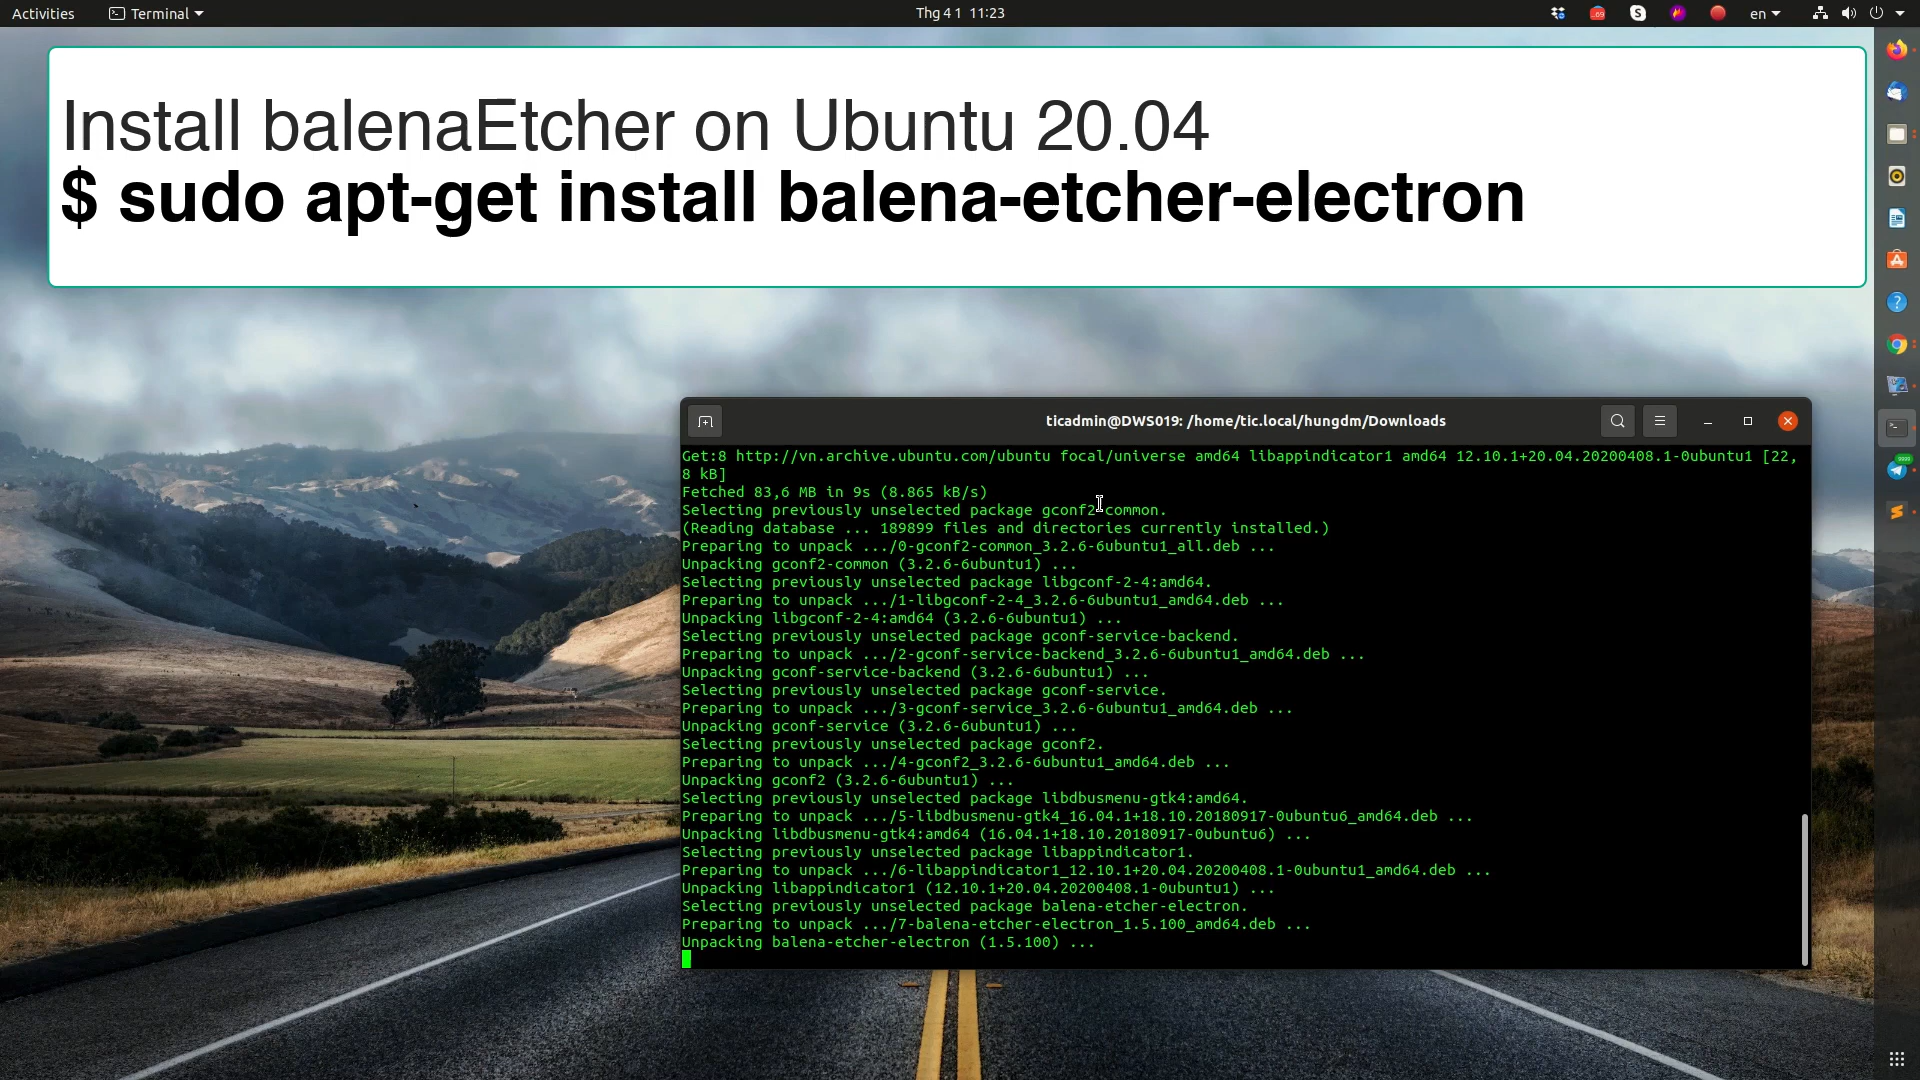 Activities
Terminal
Thg 4 1 11:23
en
Install balenaEtcher on Ubuntu 20.04
$ sudo apt-get install balena-etcher-electron
ticadmin@DWS019: /home/tic.local/hungdm/Downloads
Get:8 http://vn.archive.ubuntu.com/ubuntu focal/universe amd64 libappindicator1 amd64 12.10.1+20.04.20200408.1-0ubuntu1 [22,
8 kB]
Fetched 83,6 MB in 9s (8.865 kB/s)
Selecting previously unselected package gconf2-common.
(Reading database ... 189899 files and directories currently installed.)
Preparing to unpack .../0-gconf2-common_3.2.6-6ubuntu1_all.deb ...
Unpacking gconf2-common (3.2.6-6ubuntu1) ...
Selecting previously unselected package libgconf-2-4:amd64.
Preparing to unpack .../1-libgconf-2-4_3.2.6-6ubuntu1_amd64.deb ...
Unpacking libgconf-2-4:amd64 (3.2.6-6ubuntu1) ...
Selecting previously unselected package gconf-service-backend.
Preparing to unpack .../2-gconf-service-backend_3.2.6-6ubuntu1_amd64.deb ...
Unpacking gconf-service-backend (3.2.6-6ubuntu1) ...
Selecting previously unselected package gconf-service.
Preparing to unpack .../3-gconf-service_3.2.6-6ubuntu1_amd64.deb ...
Unpacking gconf-service (3.2.6-6ubuntu1) ...
Selecting previously unselected package gconf2.
Preparing to unpack .../4-gconf2_3.2.6-6ubuntu1_amd64.deb ...
Unpacking gconf2 (3.2.6-6ubuntu1) ...
Selecting previously unselected package libdbusmenu-gtk4:amd64.
Preparing to unpack .../5-libdbusmenu-gtk4_16.04.1+18.10.20180917-0ubuntu6_amd64.deb ...
Unpacking libdbusmenu-gtk4:amd64 (16.04.1+18.10.20180917-0ubuntu6) ...
Selecting previously unselected package libappindicator1.
Preparing to unpack .../6-libappindicator1_12.10.1+20.04.20200408.1-0ubuntu1_amd64.deb ...
Unpacking libappindicator1 (12.10.1+20.04.20200408.1-0ubuntu1) ...
Selecting previously unselected package balena-etcher-electron.
Preparing to unpack .../7-balena-etcher-electron_1.5.100_amd64.deb ...
Unpacking balena-etcher-electron (1.5.100) ...